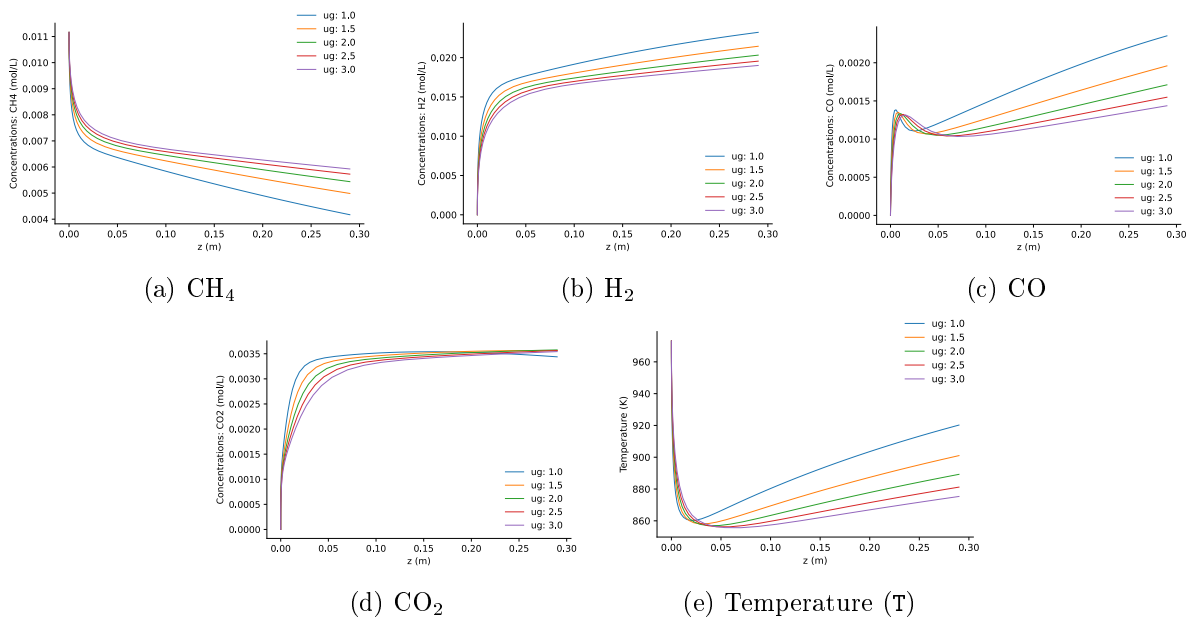 0.011
0.010
0.009
0.008
0.007
0.006
0.005
0.004
Concentrations: CH4 (mol/L)
ug: 1.0
ug: 1.5
ug: 2.0
ug: 2.5
ug: 3.0
0.00 0.05 0.10 0.15 0.20 0.25 0.30
z (m)
(a) CH₄
0.020
0.015
0.010
0.005
0.000
Concentrations: H2 (mol/L)
ug: 1.0
ug: 1.5
ug: 2.0
ug: 2.5
ug: 3.0
0.00 0.05 0.10 0.15 0.20 0.25 0.30
z (m)
(b) H₂
0.0020
0.0015
0.0010
0.0005
0.0000
Concentrations: CO (mol/L)
ug: 1.0
ug: 1.5
ug: 2.0
ug: 2.5
ug: 3.0
0.00 0.05 0.10 0.15 0.20 0.25 0.30
z (m)
(c) CO
0.0035
0.0030
0.0025
0.0020
0.0015
0.0010
0.0005
0.0000
Concentrations: CO2 (mol/L)
ug: 1.0
ug: 1.5
ug: 2.0
ug: 2.5
ug: 3.0
0.00 0.05 0.10 0.15 0.20 0.25 0.30
z (m)
(d) CO₂
960
940
920
900
880
860
Temperature (K)
ug: 1.0
ug: 1.5
ug: 2.0
ug: 2.5
ug: 3.0
0.00 0.05 0.10 0.15 0.20 0.25 0.30
z (m)
(e) Temperature (T)